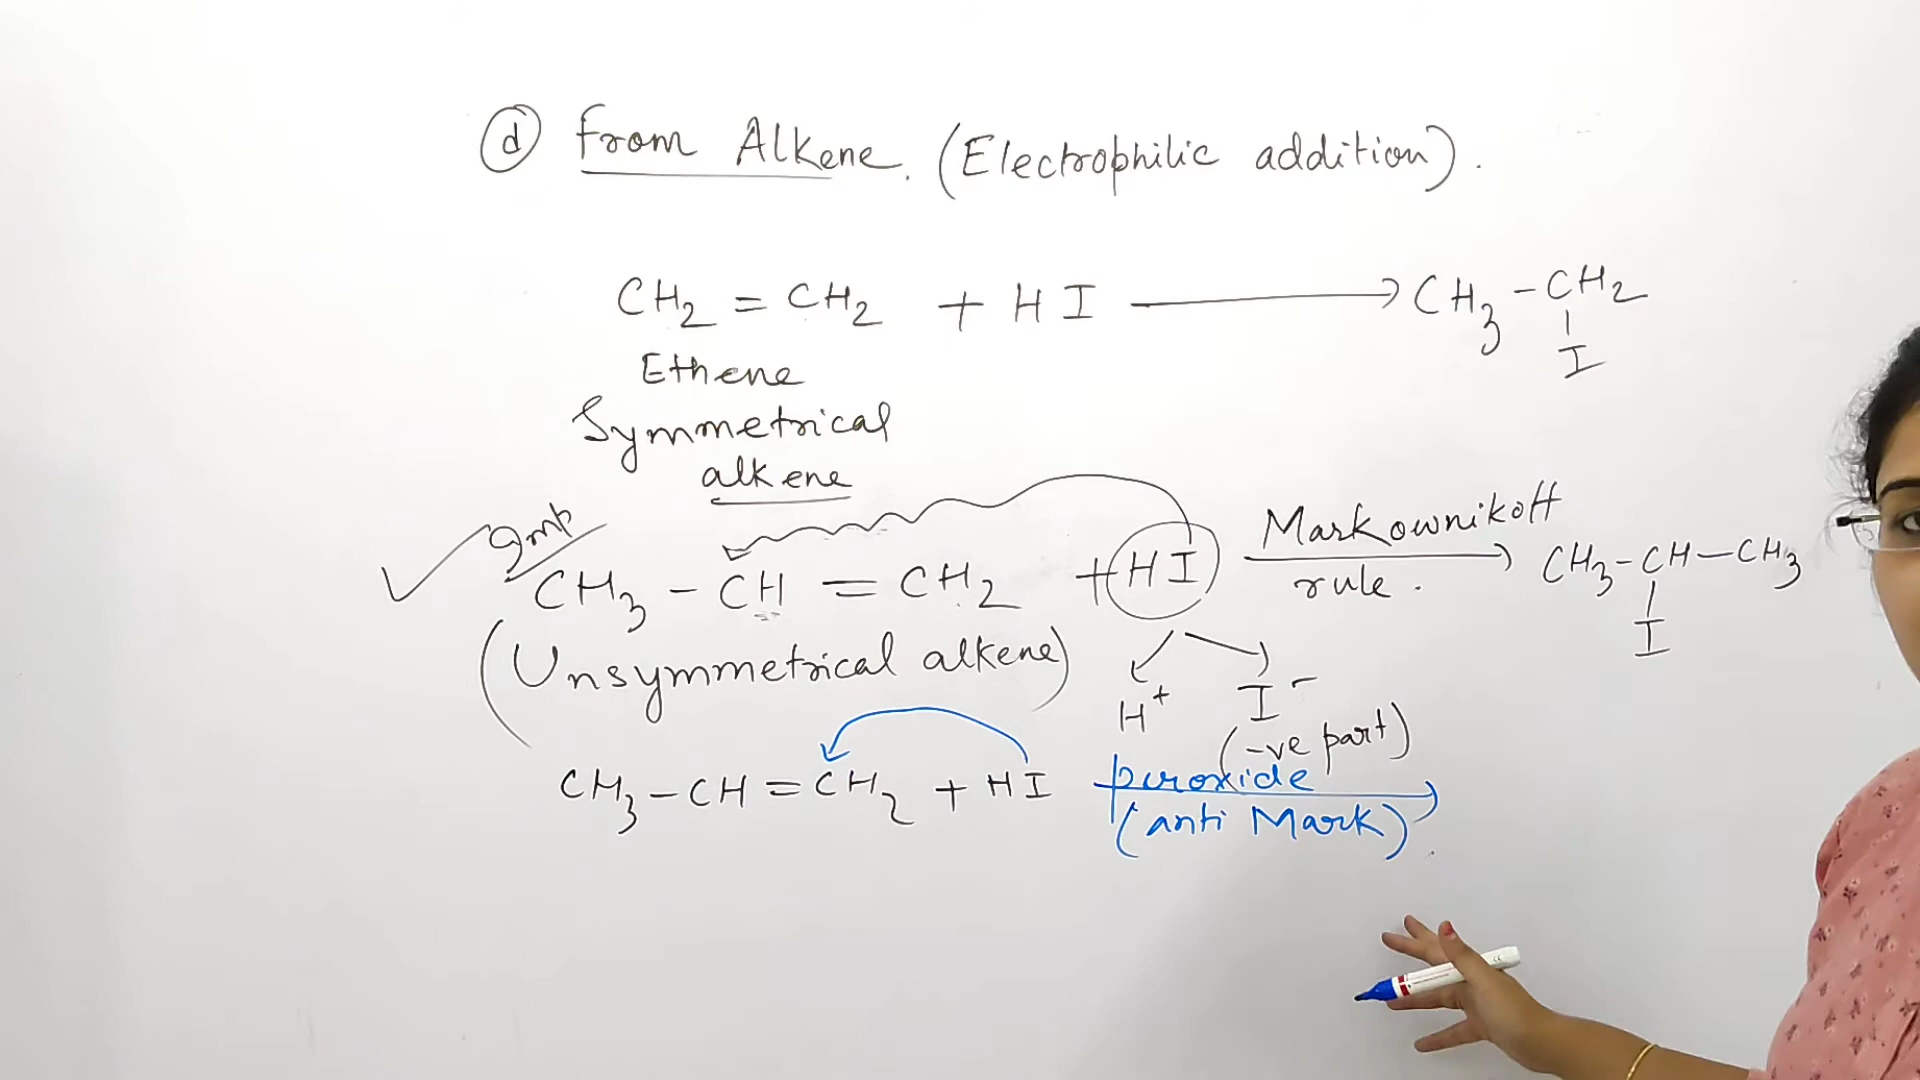 (d) From Alkene. (Electrophilic addition).
CH2 = CH2 + HI → CH3 - CH2
I
Ethene
Symmetrical
alkene
Imp
CH3 - CH = CH2 + HI Markownikoff rule. → CH3 - CH - CH3
I
(Unsymmetrical alkene)
H+ I-
(-ve part)
CH3 - CH = CH2 + HI peroxide →
(anti Mark)